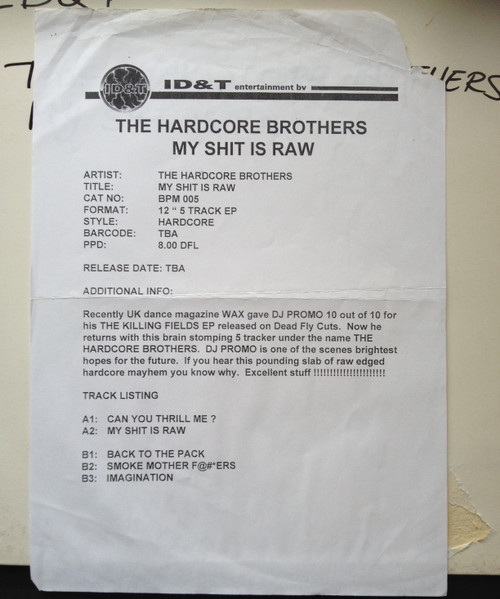 ID&T
ID&T entertainment bv
THE HARDCORE BROTHERS
MY SHIT IS RAW
ARTIST: THE HARDCORE BROTHERS
TITLE: MY SHIT IS RAW
CAT NO: BPM 005
FORMAT: 12 " 5 TRACK EP
STYLE: HARDCORE
BARCODE: TBA
PPD: 8.00 DFL
RELEASE DATE: TBA
ADDITIONAL INFO:
Recently UK dance magazine WAX gave DJ PROMO 10 out of 10 for
his THE KILLING FIELDS EP released on Dead Fly Cuts. Now he
returns with this brain stomping 5 tracker under the name THE
HARDCORE BROTHERS. DJ PROMO is one of the scenes brightest
hopes for the future. If you hear this pounding slab of raw edged
hardcore mayhem you know why. Excellent stuff !!!!!!!!!!!!!!!!!!!!!!
TRACK LISTING
A1: CAN YOU THRILL ME ?
A2: MY SHIT IS RAW
B1: BACK TO THE PACK
B2: SMOKE MOTHER F@#*ERS
B3: IMAGINATION